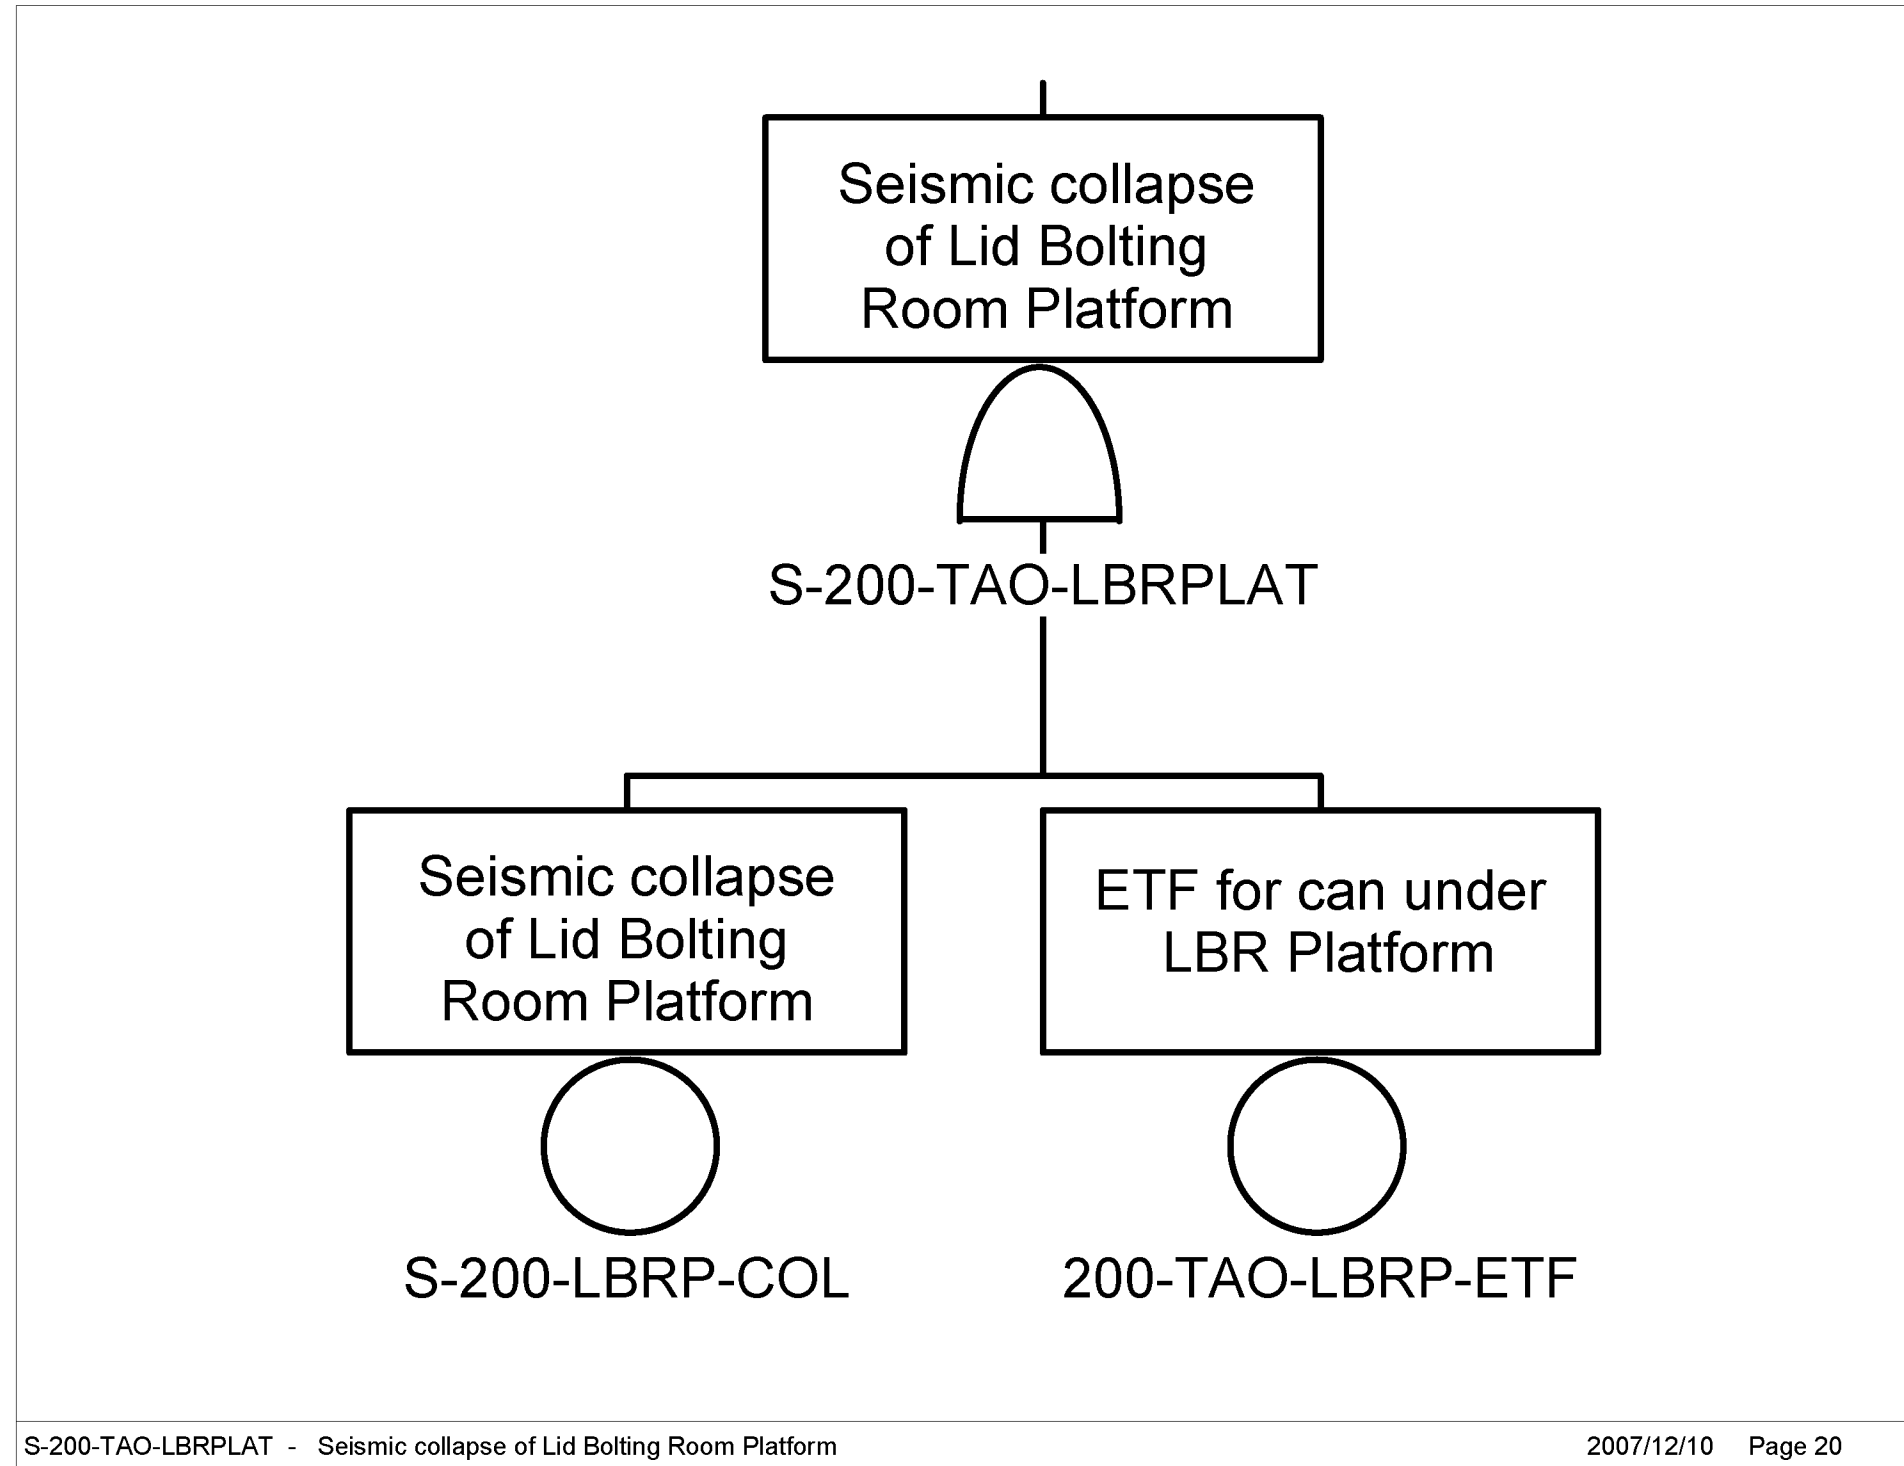 Seismic collapse
of Lid Bolting
Room Platform
S-200-TAO-LBRPLAT
Seismic collapse
of Lid Bolting
Room Platform
S-200-LBRP-COL
ETF for can under
LBR Platform
200-TAO-LBRP-ETF
S-200-TAO-LBRPLAT - Seismic collapse of Lid Bolting Room Platform
2007/12/10 Page 20